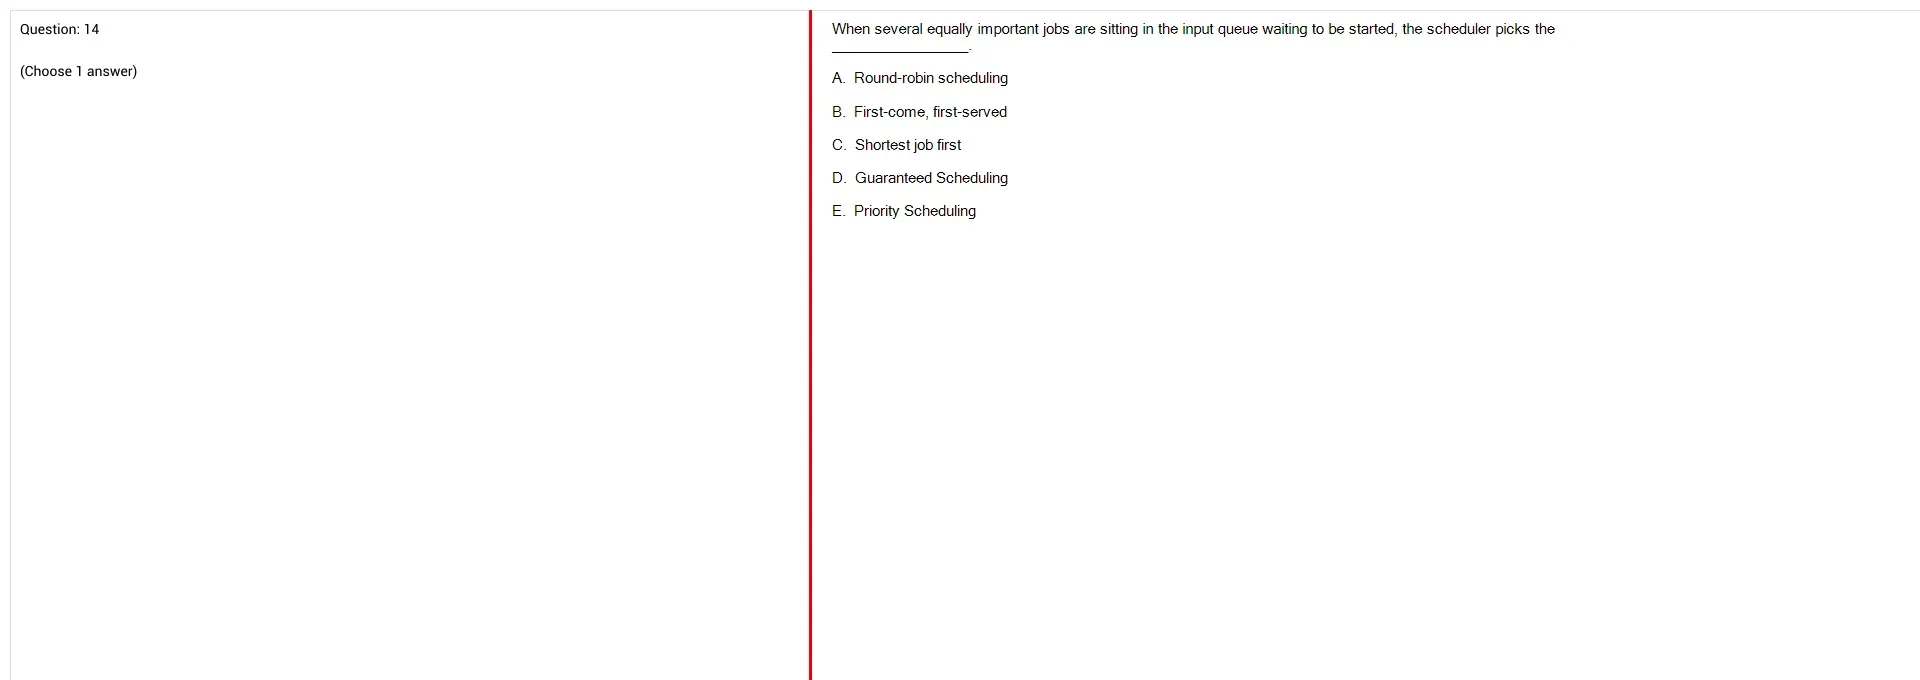 Question: 14
(Choose 1 answer)
When several equally important jobs are sitting in the input queue waiting to be started, the scheduler picks the
_________________.
A. Round-robin scheduling
B. First-come, first-served
C. Shortest job first
D. Guaranteed Scheduling
E. Priority Scheduling